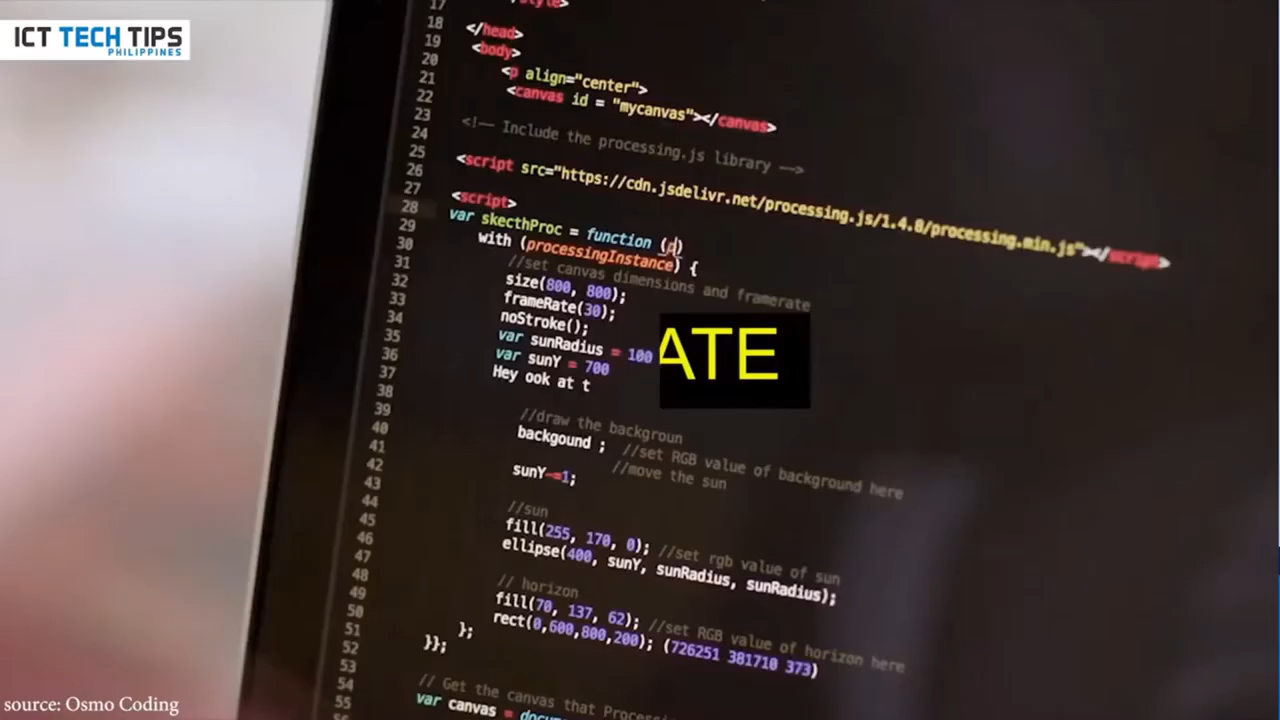 ICT TECH TIPS
PHILIPPINES
17
18 </head>
19 <body>
20
21 <p align="center">
22 <canvas id = "mycanvas"></canvas>
23
24 <!-- Include the processing.js library -->
25
26 <script src="https://cdn.jsdelivr.net/processing.js/1.4.8/processing.min.js"></script>
27
28 <script>
29 var skecthProc = function (p)
30 with (processingInstance) {
31 //set canvas dimensions and framerate
32 size(800, 800);
33 frameRate(30);
34 noStroke();
35 var sunRadius = 100
36 var sunY = 700
37 Hey ook at t
38
39 //draw the backgroun
40 backgound ; //set RGB value of background here
41 //move the sun
42 sunY-=1;
43
44 //sun
45 fill(255, 170, 0); //set rgb value of sun
46 ellipse(400, sunY, sunRadius, sunRadius);
47
48 // horizon
49 fill(70, 137, 62); //set RGB value of horizon here
50 rect(0,600,800,200); (726251 381710 373)
51 };
52 }};
53
54 // Get the canvas that Process
55 var canvas =
ATE
source: Osmo Coding